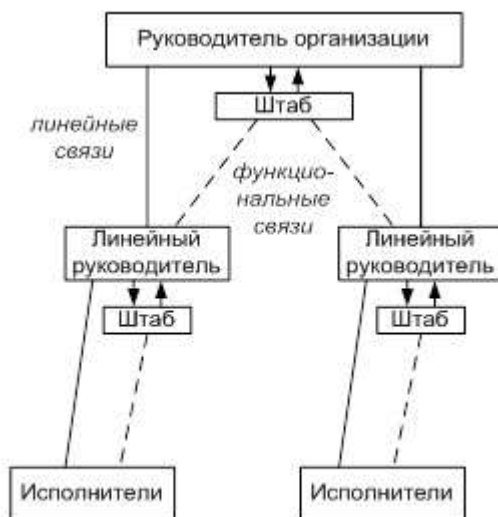 Руководитель организации
Штаб
линейные
связи
функцио-
нальные
связи
Линейный
руководитель
Линейный
руководитель
Штаб
Штаб
Исполнители
Исполнители